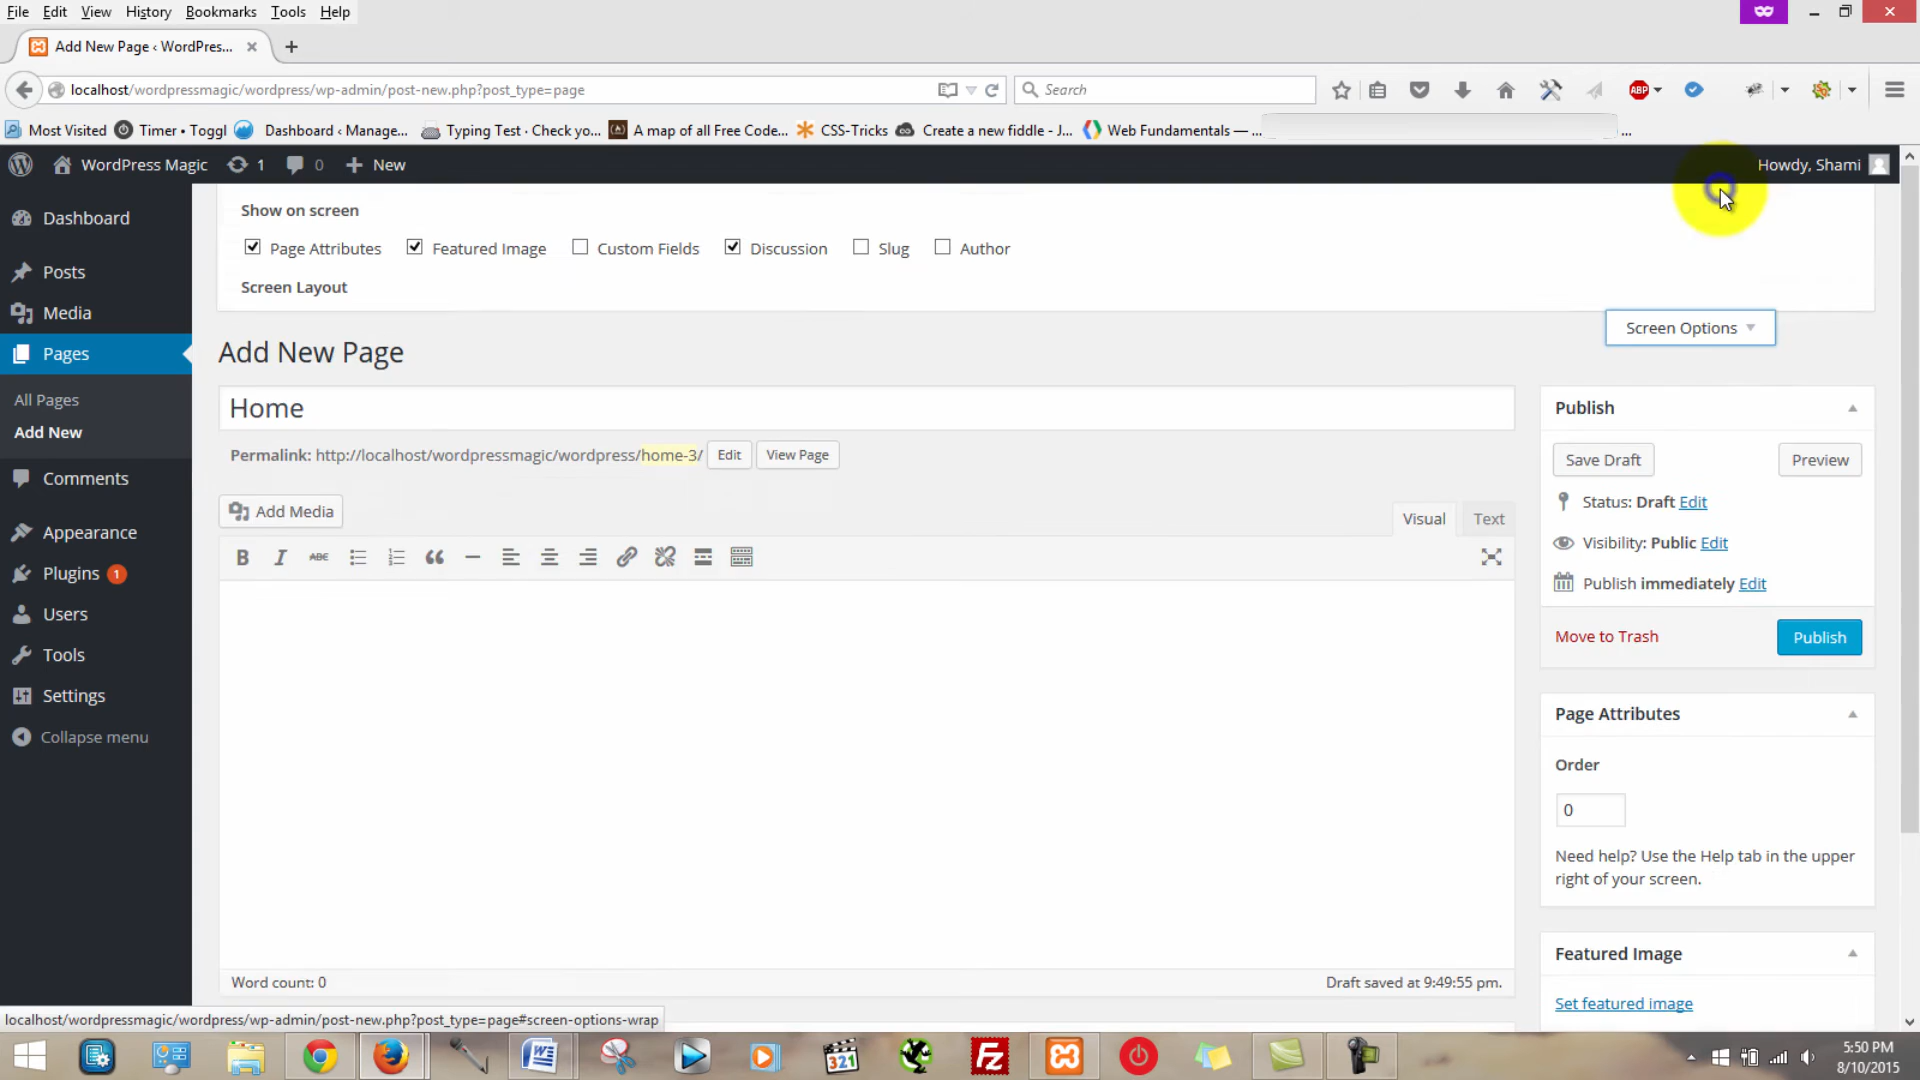 File Edit View History Bookmarks Tools Help
Add New Page ‹ WordPres...
localhost/wordpressmagic/wordpress/wp-admin/post-new.php?post_type=page
Search
ABP
Most Visited Timer • Toggl Dashboard ‹ Manage... Typing Test · Check yo... A map of all Free Code... CSS-Tricks Create a new fiddle - J... Web Fundamentals — ... ...
WordPress Magic 1 0 New Howdy, Shami
Dashboard
Posts
Media
Pages
All Pages
Add New
Comments
Appearance
Plugins 1
Users
Tools
Settings
Collapse menu
Show on screen
Page Attributes Featured Image Custom Fields Discussion Slug Author
Screen Layout
Screen Options
Add New Page
Home
Permalink: http://localhost/wordpressmagic/wordpress/home-3/ Edit View Page
Add Media
Visual Text
B I ABC
Word count: 0 Draft saved at 9:49:55 pm.
Publish
Save Draft Preview
Status: Draft Edit
Visibility: Public Edit
Publish immediately Edit
Move to Trash Publish
Page Attributes
Order
0
Need help? Use the Help tab in the upper
right of your screen.
Featured Image
Set featured image
localhost/wordpressmagic/wordpress/wp-admin/post-new.php?post_type=page#screen-options-wrap
321
FZ
5:50 PM
8/10/2015